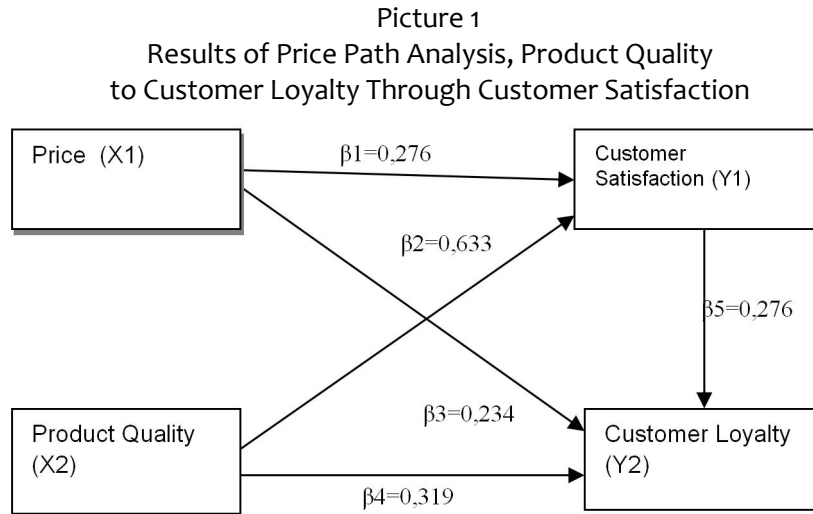 Picture 1
Results of Price Path Analysis, Product Quality
to Customer Loyalty Through Customer Satisfaction
Price (X1)
β1=0,276
Customer
Satisfaction (Y1)
β2=0,633
β5=0,276
β3=0,234
Product Quality
(X2)
Customer Loyalty
(Y2)
β4=0,319